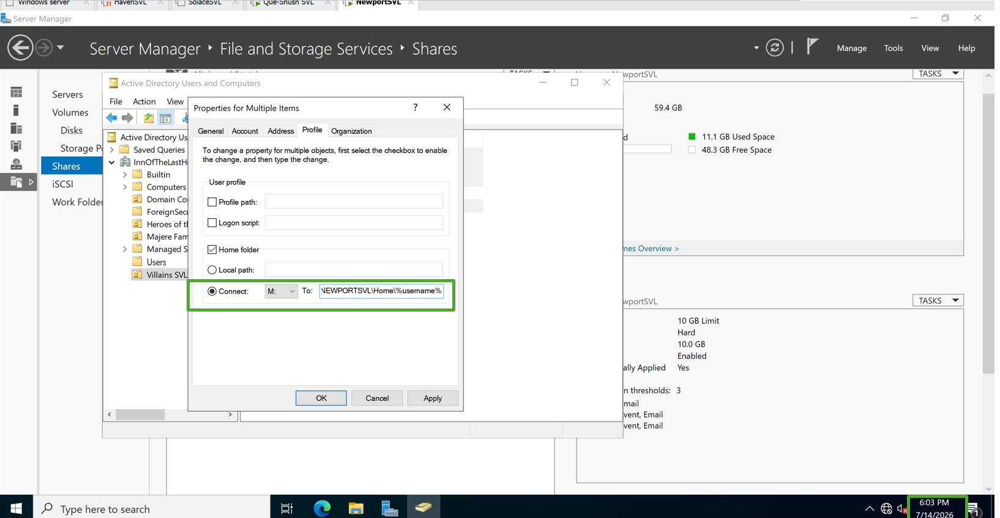 Windows server
HavenSVL
SolaceSVL
Que-Shush SVL
NewportSVL
Server Manager
Server Manager ‣ File and Storage Services ‣ Shares
Manage
Tools
View
Help
TASKS
NewportSVL
TASKS
Active Directory Users and Computers
File
Action
View
Properties for Multiple Items
?
General
Account
Address
Profile
Organization
To change a property for multiple objects, first select the checkbox to enable
the change, and then type the change.
User profile
Profile path:
Logon script:
Home folder
Local path:
Connect:
M:
To:
\NEWPORTSVL\Home\%username%
OK
Cancel
Apply
Servers
Volumes
Disks
Storage P
Shares
iSCSI
Work Folder
Active Directory Us
Saved Queries
InnOfTheLastH
Builtin
Computers
Domain Co
ForeignSecu
Heroes of t
Majere Fam
Managed S
Users
Villains SVL
59.4 GB
d
11.1 GB Used Space
48.3 GB Free Space
mes Overview >
wportSVL
TASKS
10 GB Limit
Hard
10.0 GB
Enabled
ally Applied
Yes
n thresholds:
3
mail
vent, Email
vent, Email
Type here to search
6:03 PM
7/14/2026
1